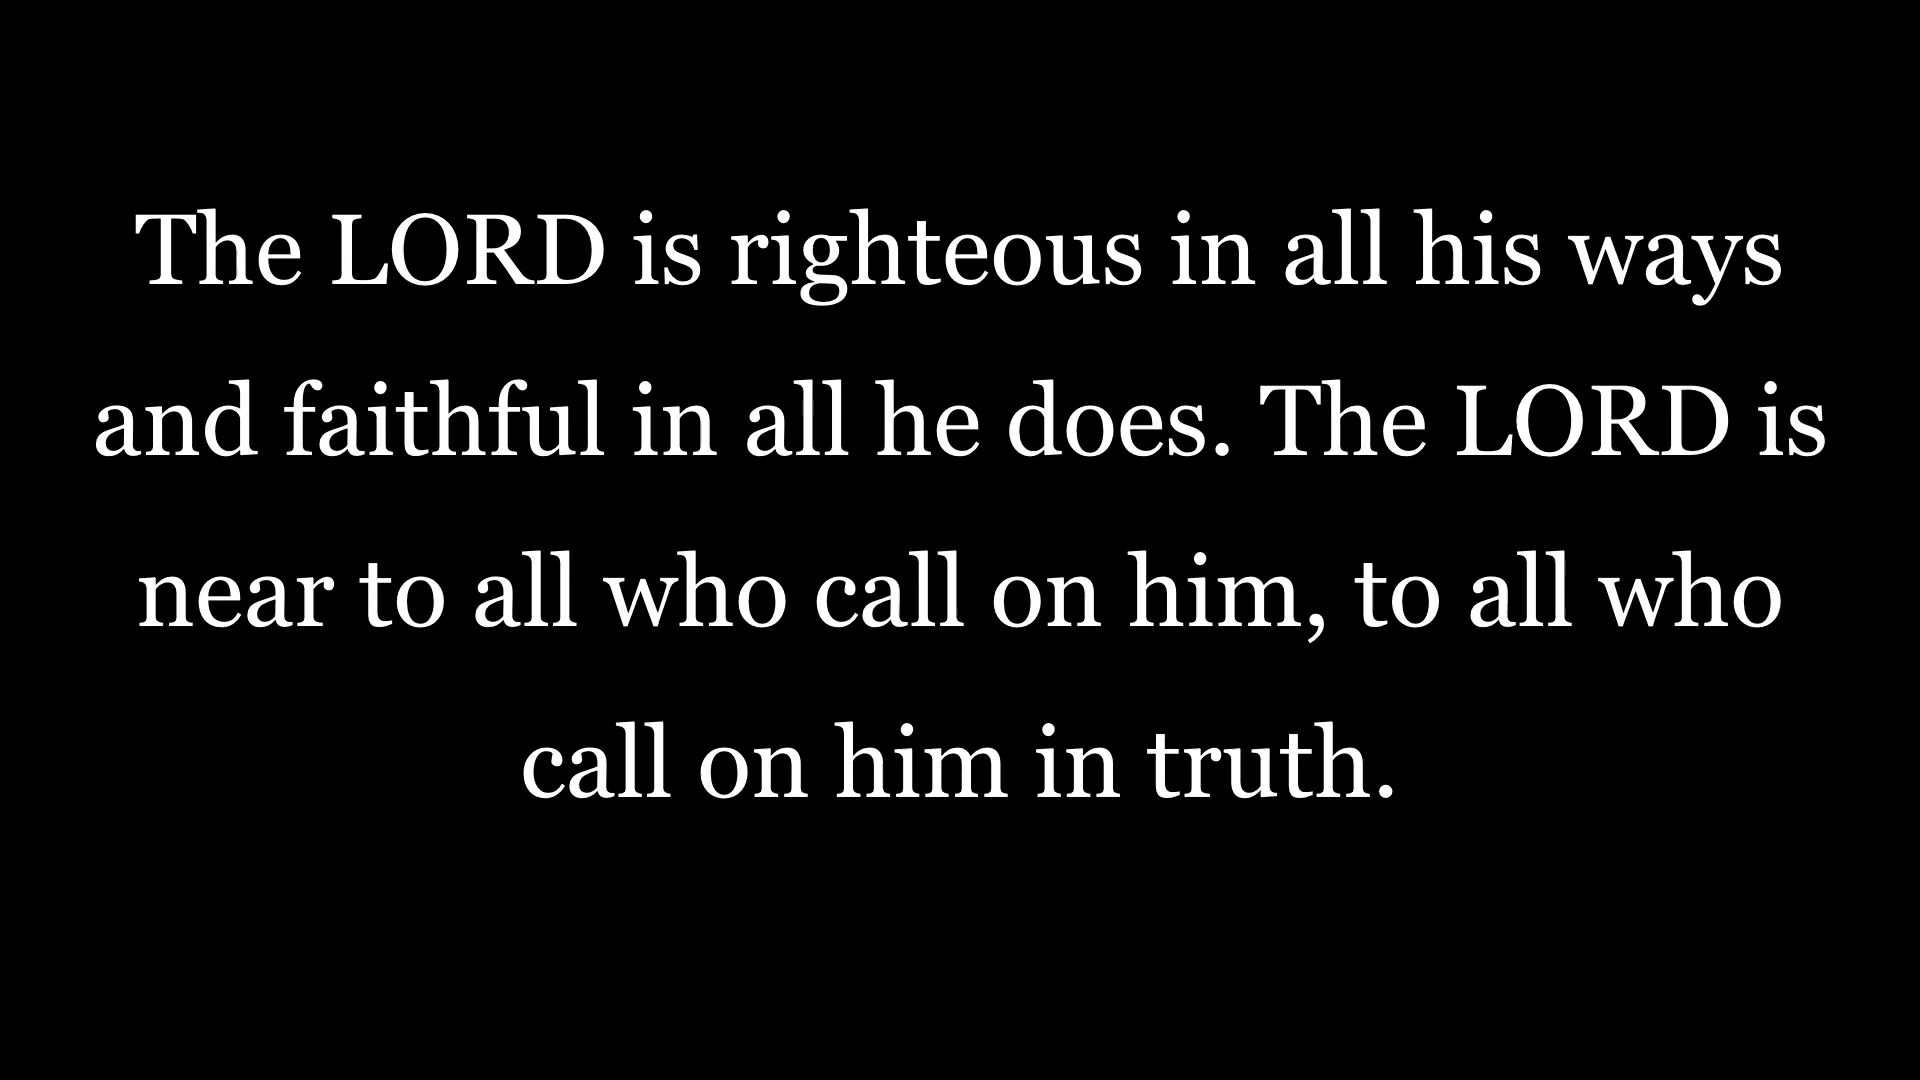 The LORD is righteous in all his ways
and faithful in all he does. The LORD is
near to all who call on him, to all who
call on him in truth.